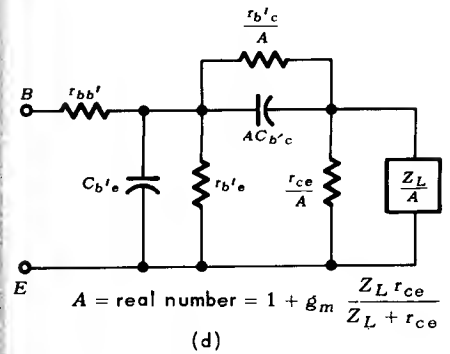 r_b'c / A
B
r_bb'
AC_b'c
C_b'e
r_b'e
r_ce / A
Z_L / A
E
A = real number = 1 + g_m Z_L r_ce / Z_L + r_ce
(d)